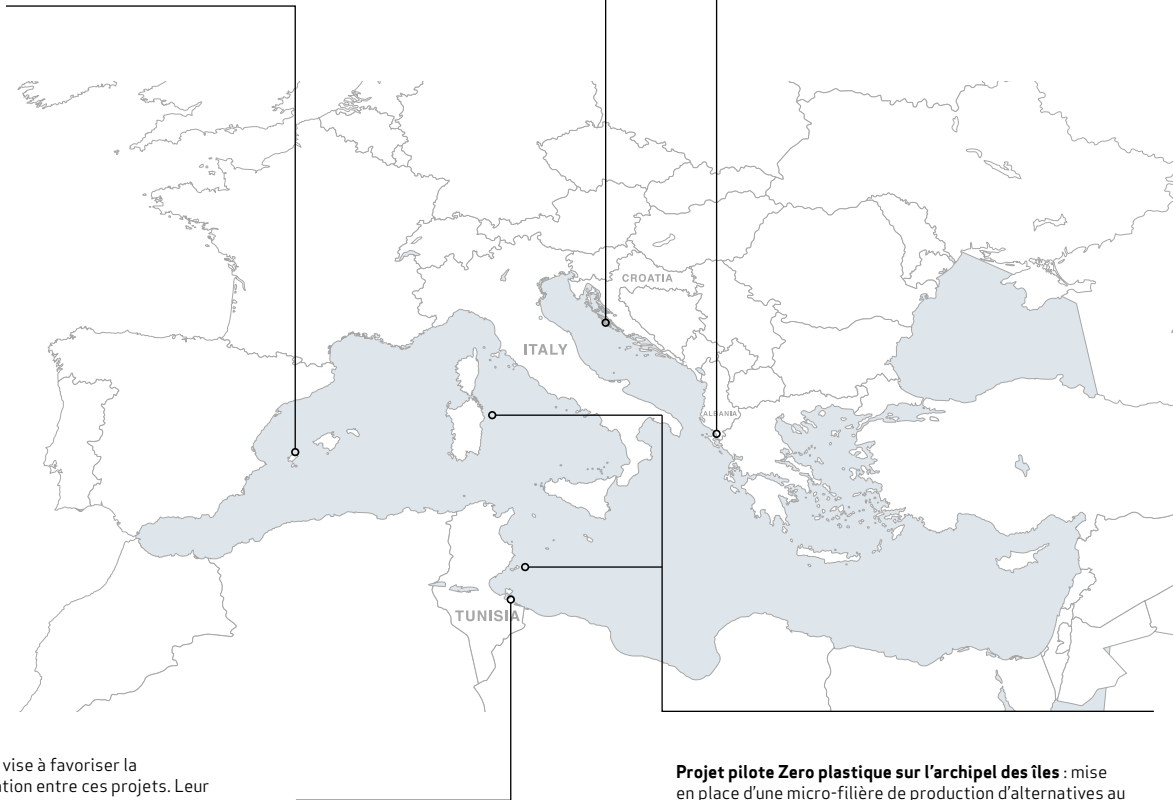 CROATIA
ITALY
ALBANIA
TUNISIA
vise à favoriser la
ation entre ces projets. Leur
Projet pilote Zero plastique sur l'archipel des îles : mise
en place d'une micro-filière de production d'alternatives au